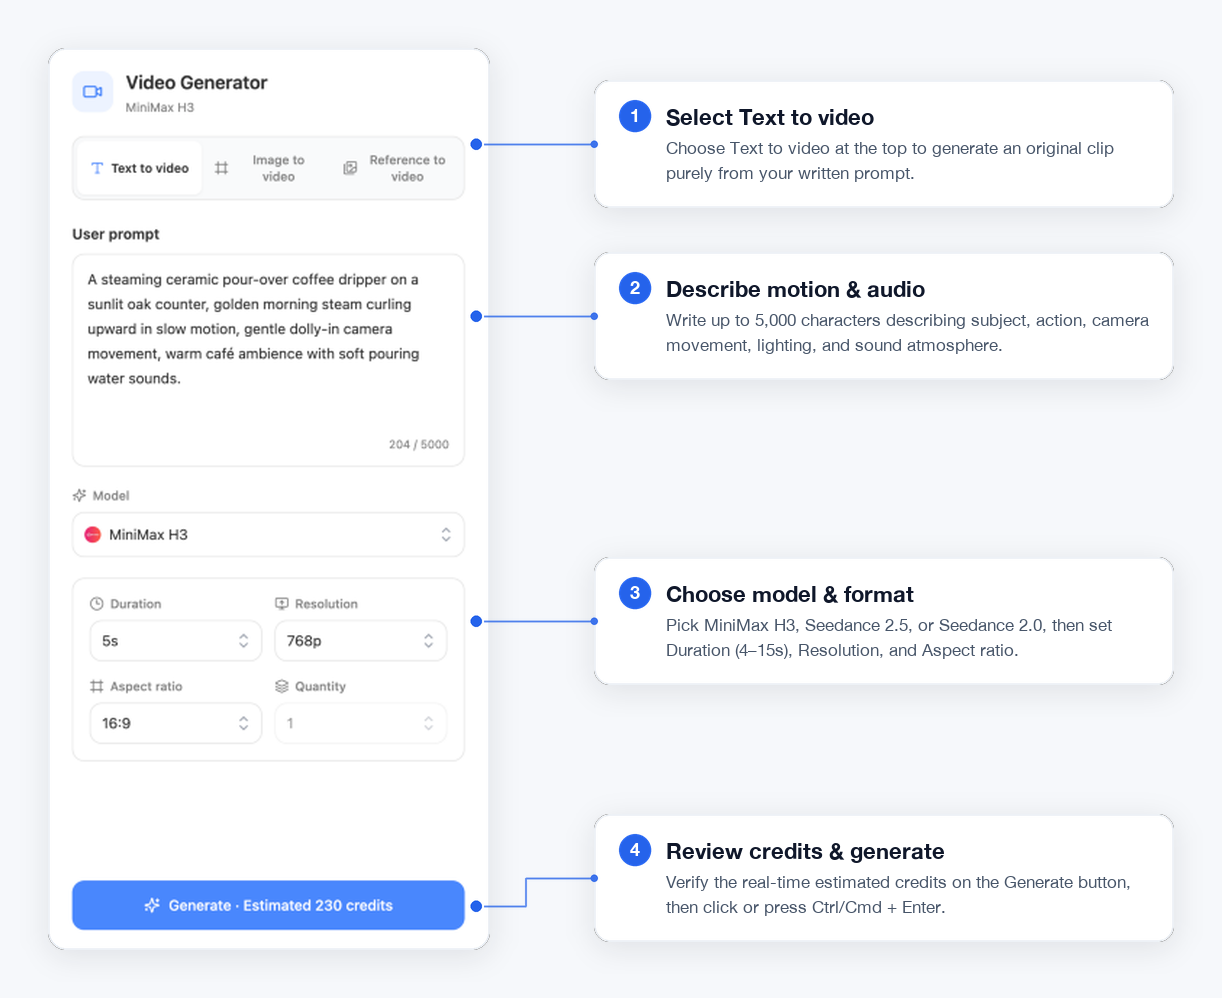 Video Generator
MiniMax H3
Text to video
Image to
video
Reference to
video
User prompt
A steaming ceramic pour-over coffee dripper on a
sunlit oak counter, golden morning steam curling
upward in slow motion, gentle dolly-in camera
movement, warm café ambience with soft pouring
water sounds.
204 / 5000
Model
MiniMax H3
Duration
Resolution
5s
768p
Aspect ratio
Quantity
16:9
1
Generate · Estimated 230 credits
1
Select Text to video
Choose Text to video at the top to generate an original clip
purely from your written prompt.
2
Describe motion & audio
Write up to 5,000 characters describing subject, action, camera
movement, lighting, and sound atmosphere.
3
Choose model & format
Pick MiniMax H3, Seedance 2.5, or Seedance 2.0, then set
Duration (4–15s), Resolution, and Aspect ratio.
4
Review credits & generate
Verify the real-time estimated credits on the Generate button,
then click or press Ctrl/Cmd + Enter.